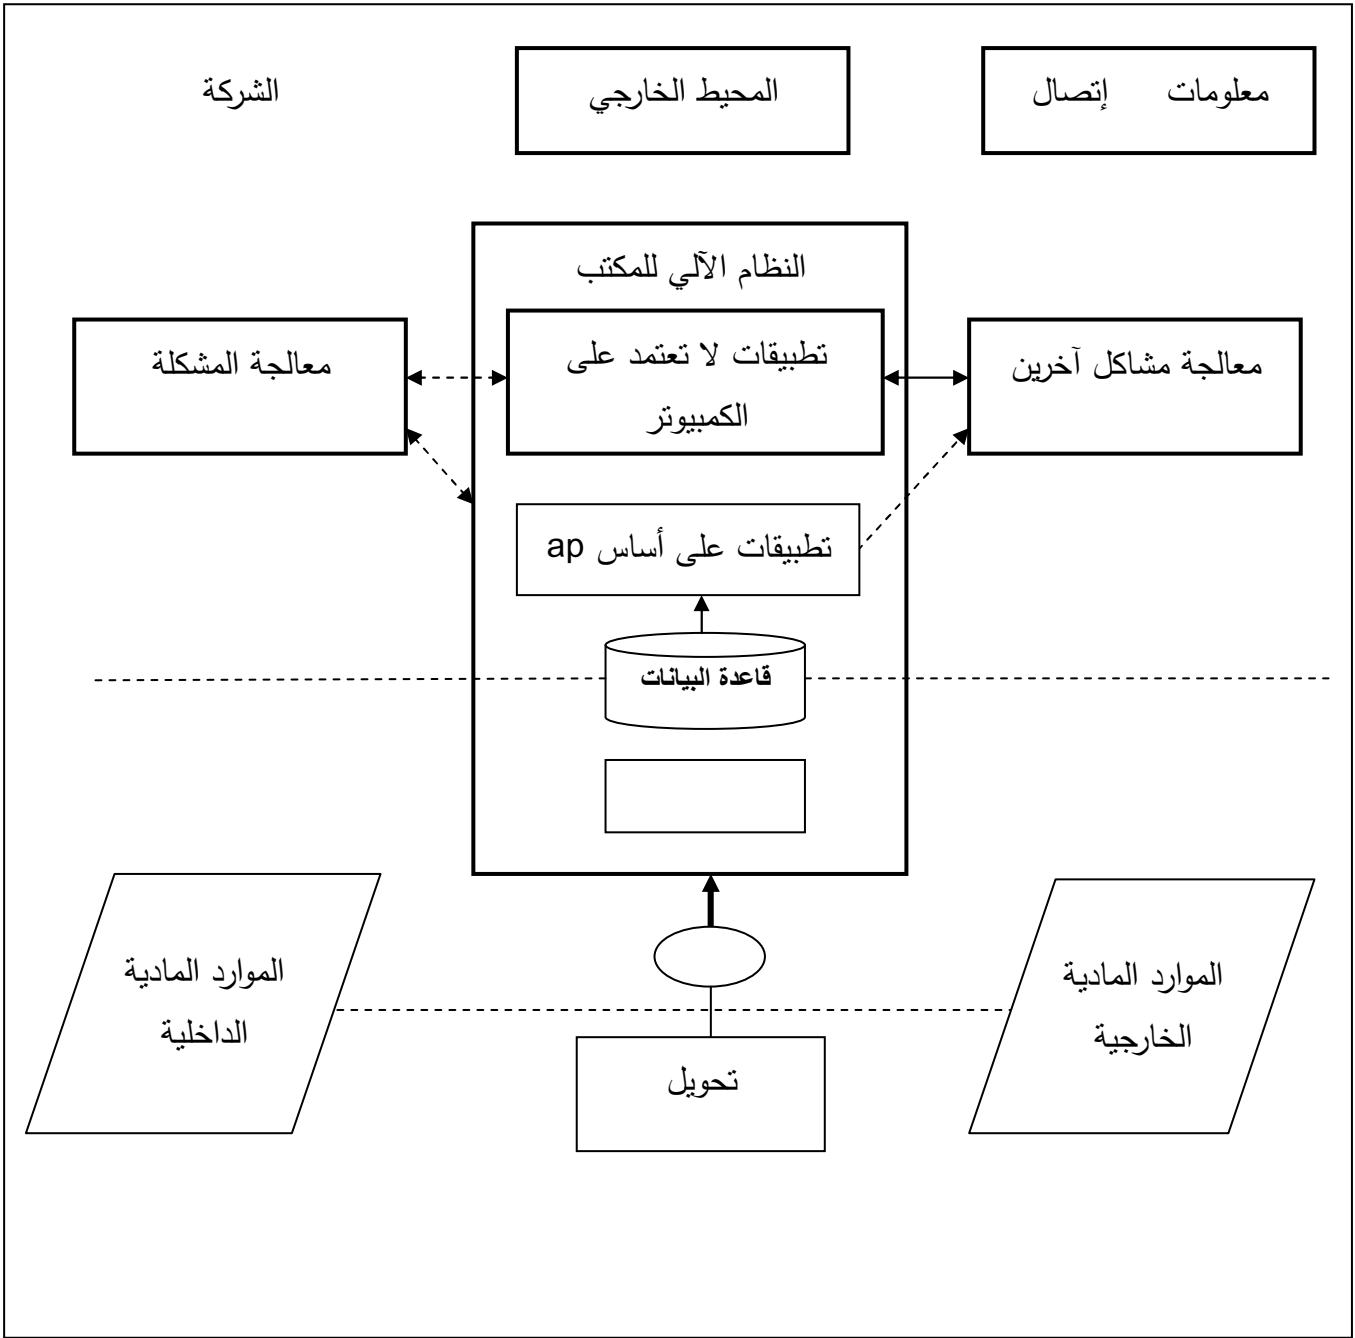 معلومات إتصال
المحيط الخارجي
الشركة
النظام الآلي للمكتب
معالجة مشاكل آخرين
تطبيقات لا تعتمد على
الكمبيوتر
معالجة المشكلة
تطبيقات على أساس ap
قاعدة البيانات
الموارد المادية
الخارجية
الموارد المادية
الداخلية
تحويل